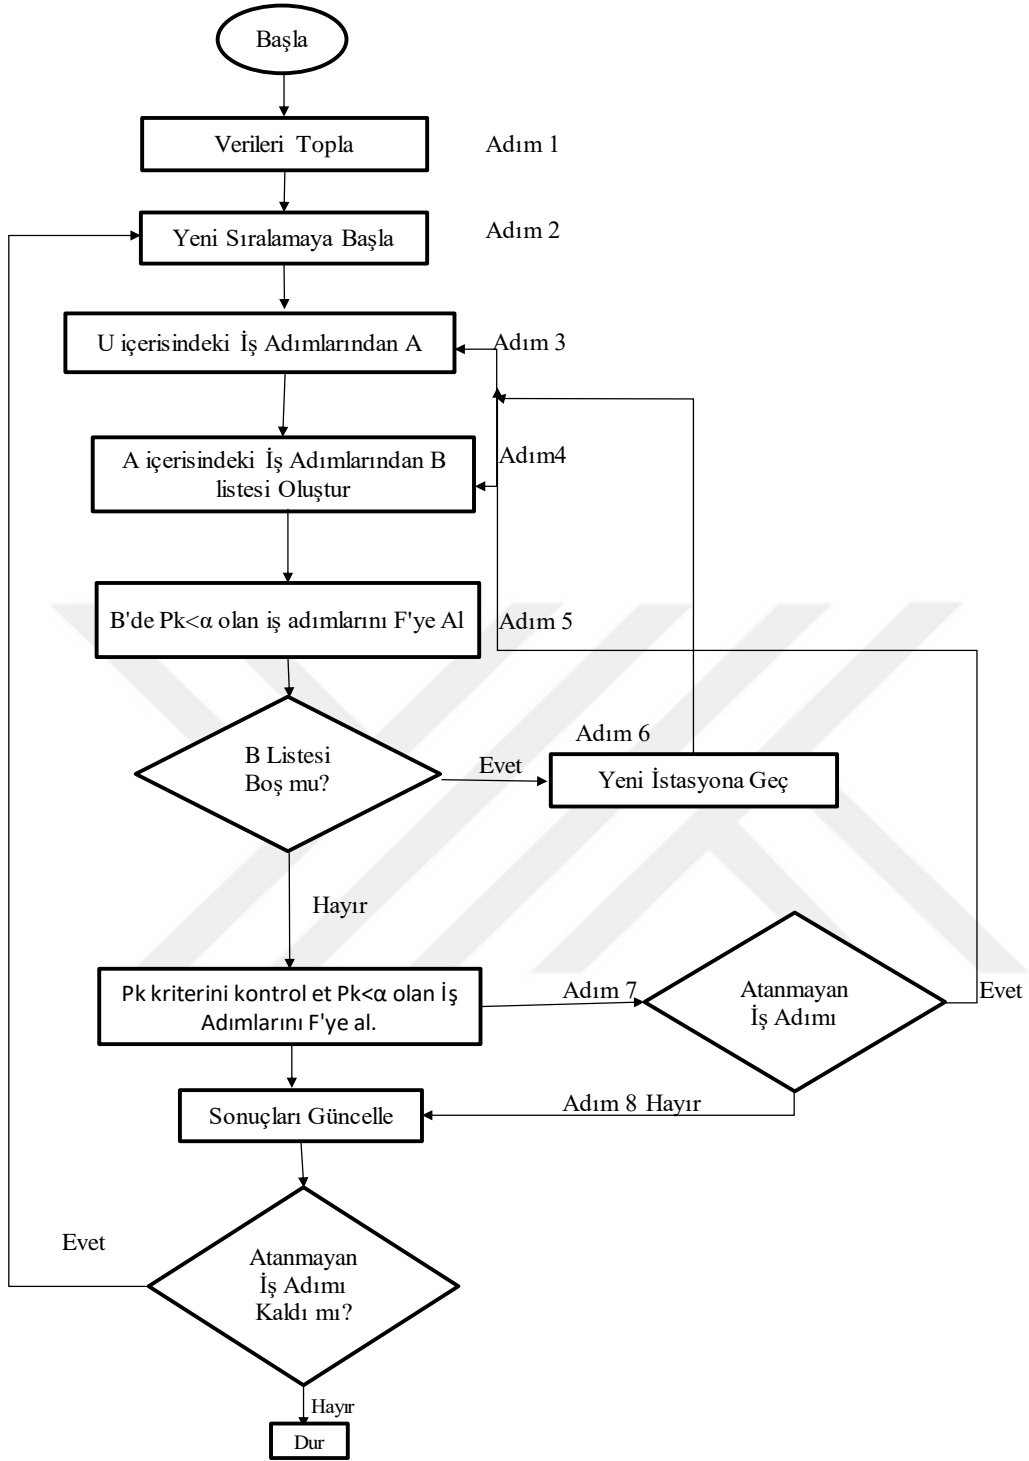 Başla
Verileri Topla
Adım 1
Yeni Sıralamaya Başla
Adım 2
U içerisindeki İş Adımlarından A
Adım 3
A içerisindeki İş Adımlarından B
listesi Oluştur
Adım4
B'de Pk<α olan iş adımlarını F'ye Al
Adım 5
B Listesi
Boş mu?
Evet
Adım 6
Yeni İstasyona Geç
Hayır
Pk kriterini kontrol et Pk<α olan İş
Adımlarını F'ye al.
Adım 7
Atanmayan
İş Adımı
Evet
Sonuçları Güncelle
Adım 8 Hayır
Evet
Atanmayan
İş Adımı
Kaldı mı?
Hayır
Dur